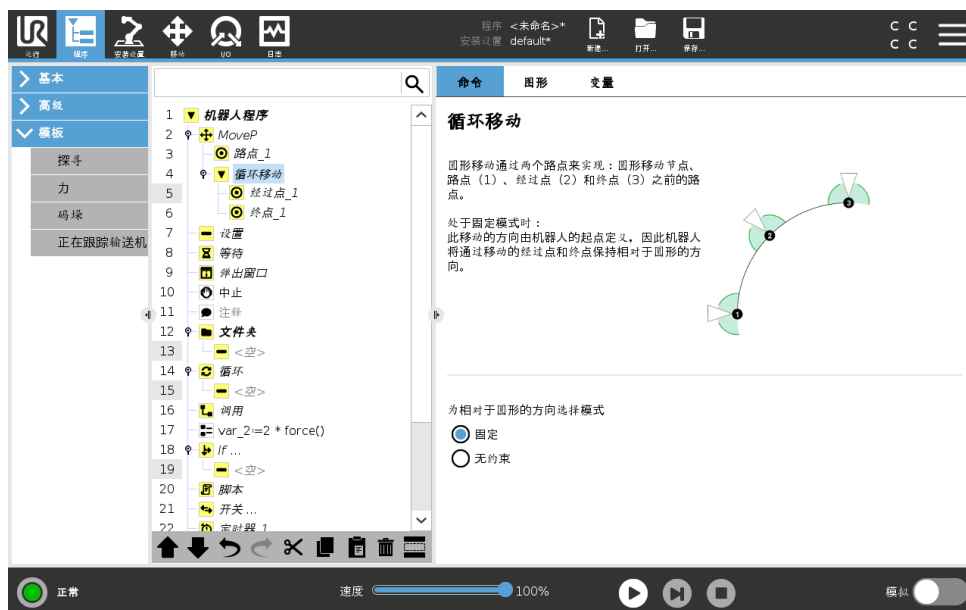 程序 <未命名>*
安装设置 default*
运行 程序 安装设置 移动 I/O 日志 新建... 打开... 保存...
C C
C C
基本
高级
模板
探寻
力
码垛
正在跟踪输送机
1 机器人程序
2 MoveP
3 路点_1
4 循环移动
5 经过点_1
6 终点_1
7 设置
8 等待
9 弹出窗口
10 中止
11 注释
12 文件夹
13 <空>
14 循环
15 <空>
16 调用
17 var_2:=2 * force()
18 If ...
19 <空>
20 脚本
21 开关 ...
22 定时器_1
命令 图形 变量
循环移动
圆形移动通过两个路点来实现：圆形移动节点、
路点（1）、经过点（2）和终点（3）之前的路
点。
处于固定模式时：
此移动的方向由机器人的起点定义，因此机器人
将通过移动的经过点和终点保持相对于圆形的方
向。
3
2
1
为相对于圆形的方向选择模式
固定
无约束
正常
速度 100%
模拟